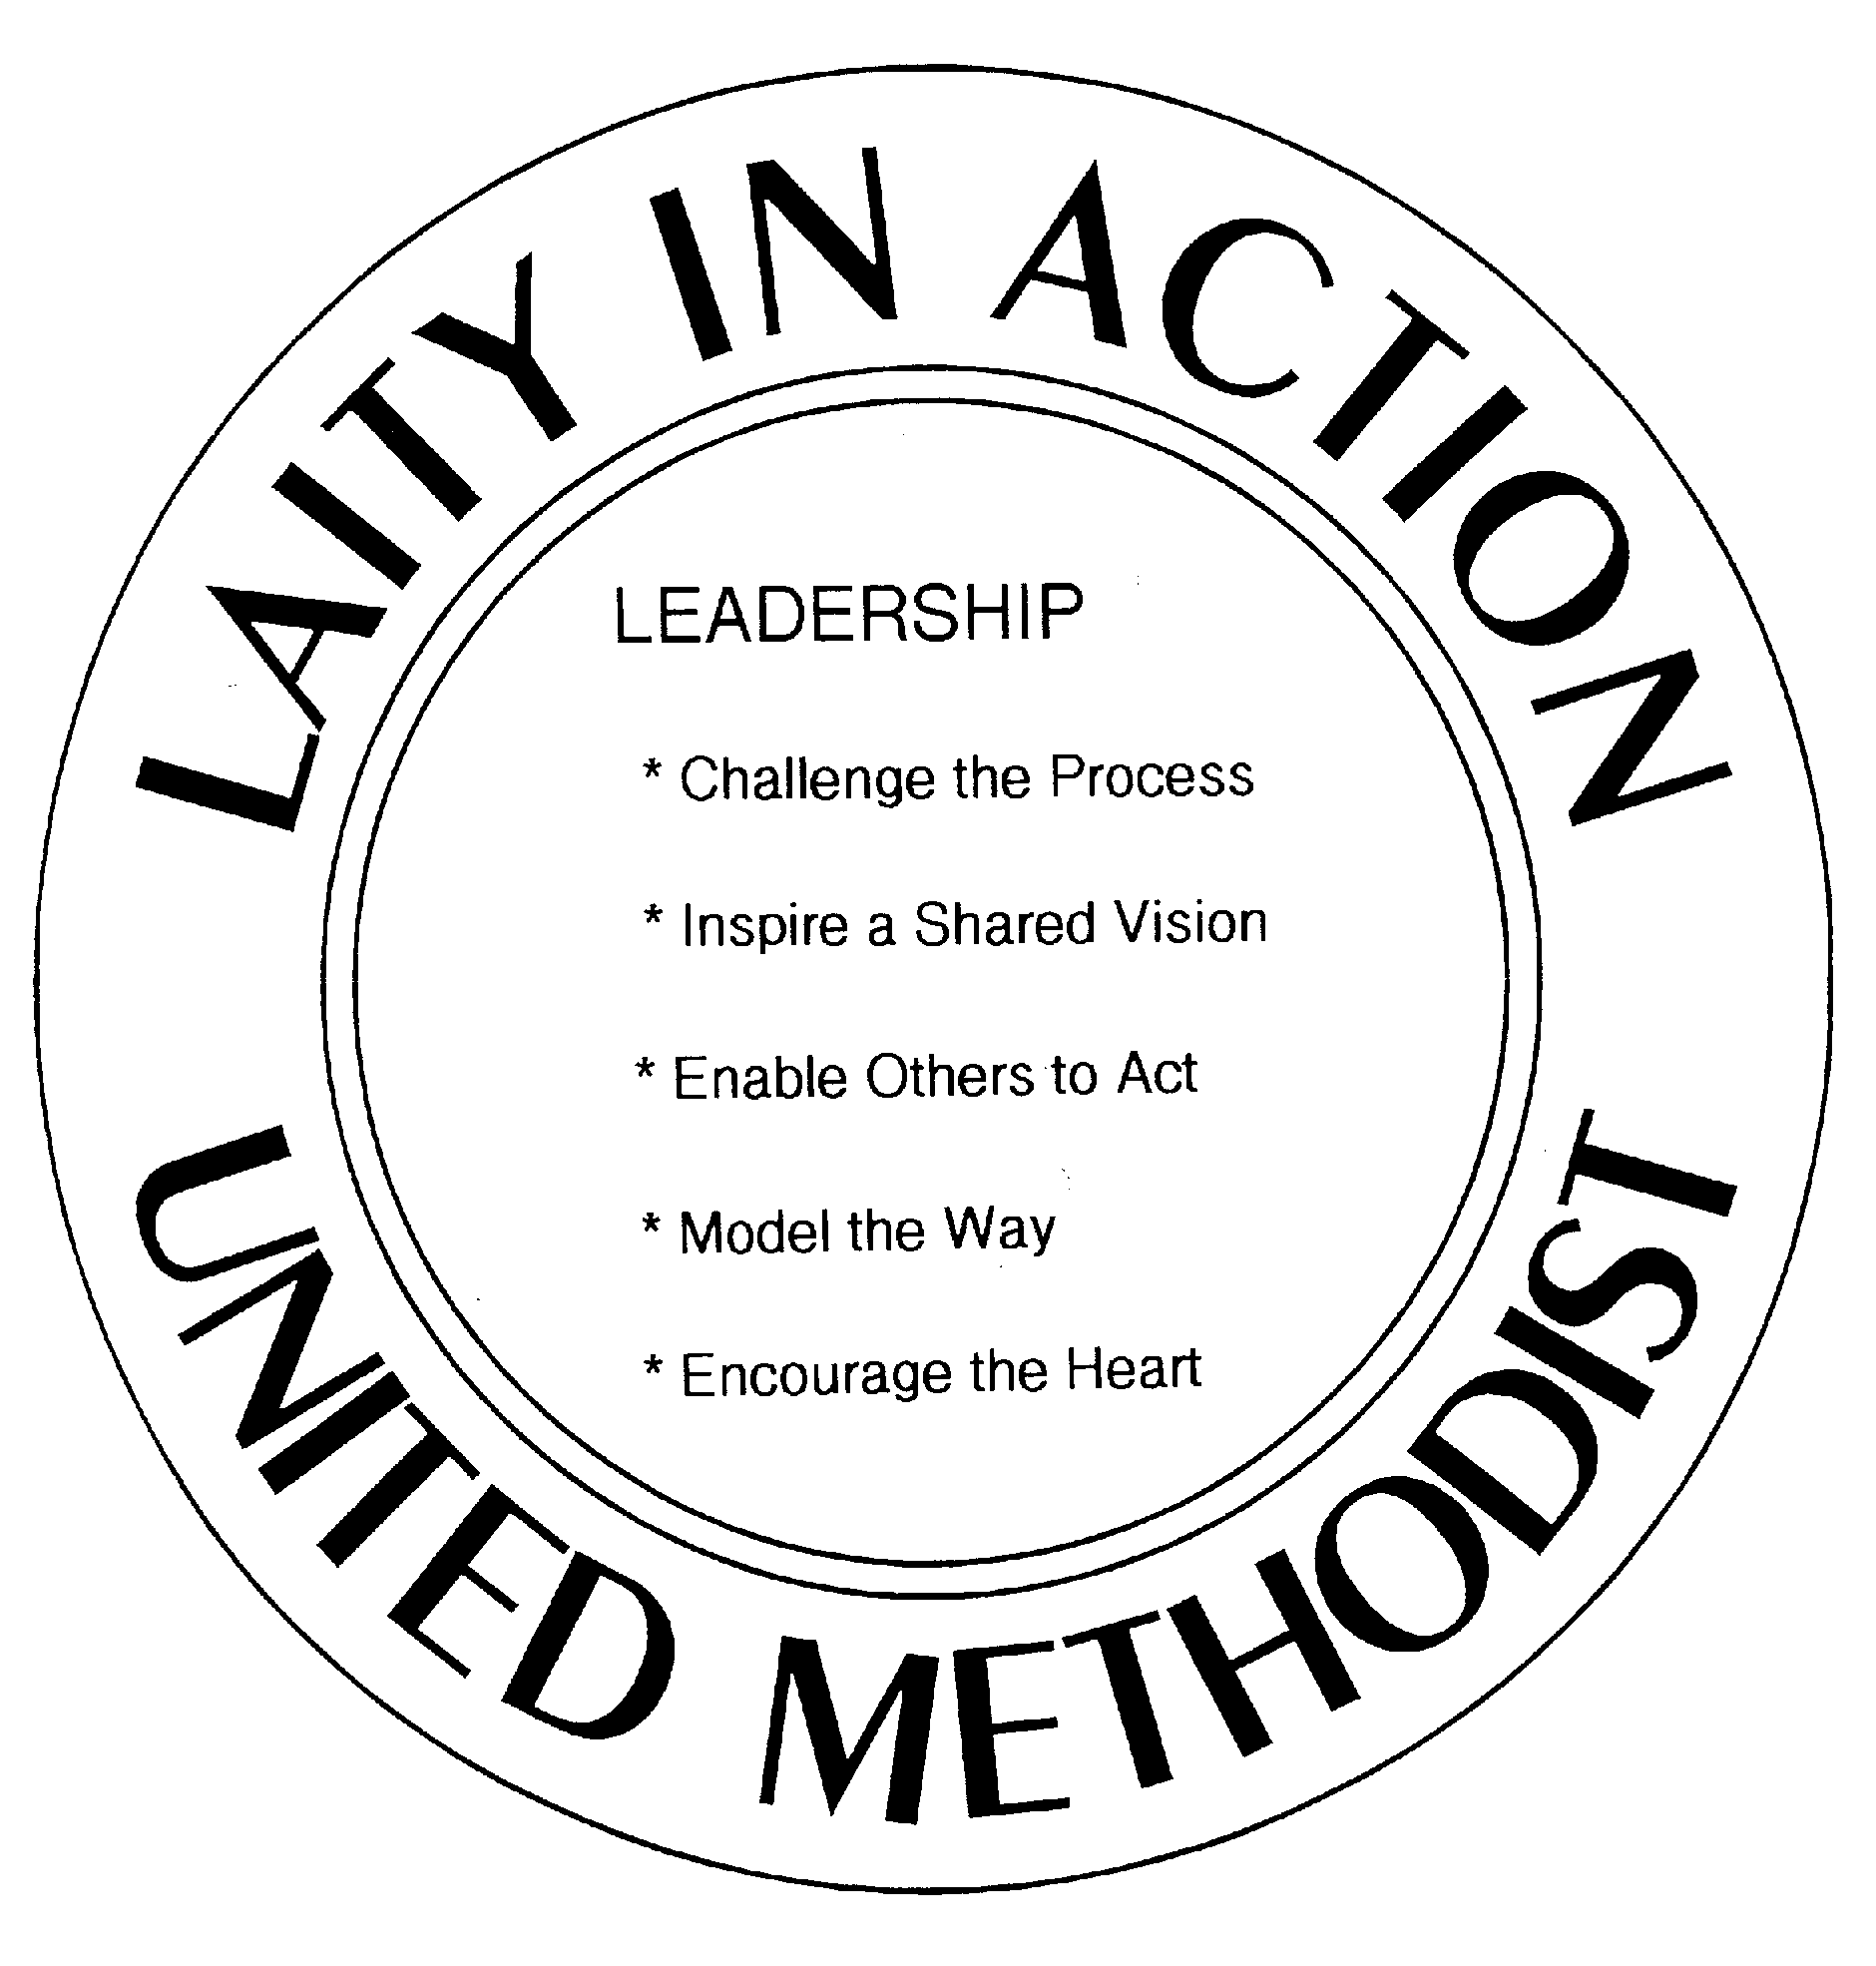 LAITY IN ACTION
LEADERSHIP
* Challenge the Process
* Inspire a Shared Vision
* Enable Others to Act
* Model the Way
* Encourage the Heart
UNITED METHODIST